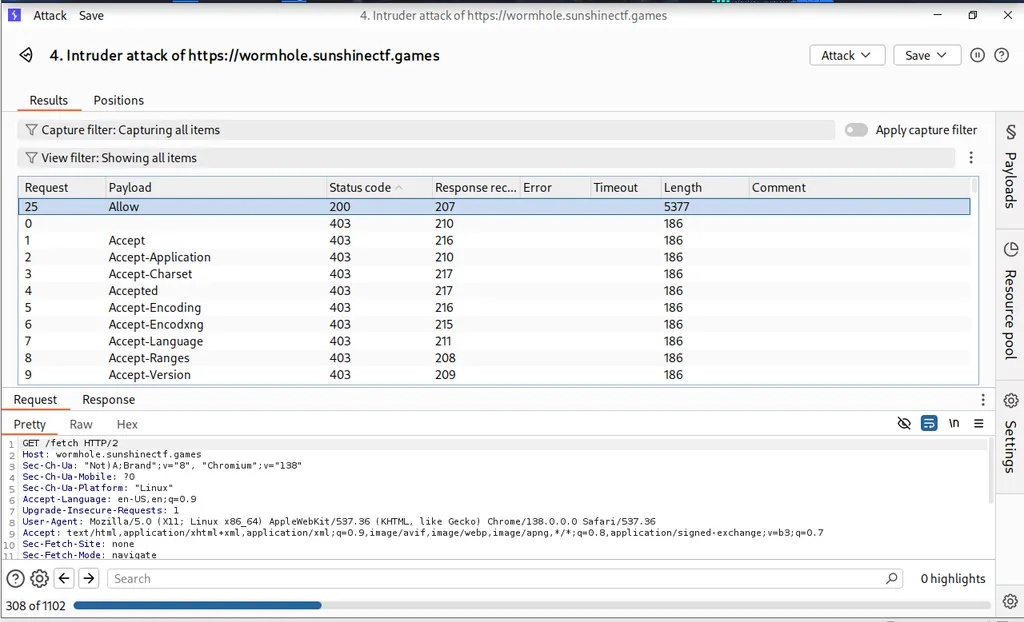 Attack Save 4. Intruder attack of https://wormhole.sunshinectf.games
4. Intruder attack of https://wormhole.sunshinectf.games Attack Save
Results Positions
Capture filter: Capturing all items Apply capture filter
View filter: Showing all items
Request Payload Status code Response rec... Error Timeout Length Comment
25 Allow 200 207 5377
0 403 210 186
1 Accept 403 216 186
2 Accept-Application 403 210 186
3 Accept-Charset 403 217 186
4 Accepted 403 217 186
5 Accept-Encoding 403 216 186
6 Accept-Encodxng 403 215 186
7 Accept-Language 403 211 186
8 Accept-Ranges 403 208 186
9 Accept-Version 403 209 186
Request Response
Pretty Raw Hex \n
1 GET /fetch HTTP/2
2 Host: wormhole.sunshinectf.games
3 Sec-Ch-Ua: "Not)A;Brand";v="8", "Chromium";v="138"
4 Sec-Ch-Ua-Mobile: ?0
5 Sec-Ch-Ua-Platform: "Linux"
6 Accept-Language: en-US,en;q=0.9
7 Upgrade-Insecure-Requests: 1
8 User-Agent: Mozilla/5.0 (X11; Linux x86_64) AppleWebKit/537.36 (KHTML, like Gecko) Chrome/138.0.0.0 Safari/537.36
9 Accept: text/html,application/xhtml+xml,application/xml;q=0.9,image/avif,image/webp,image/apng,*/*;q=0.8,application/signed-exchange;v=b3;q=0.7
10 Sec-Fetch-Site: none
11 Sec-Fetch-Mode: navigate
Search 0 highlights
308 of 1102
Payloads
Resource pool
Settings